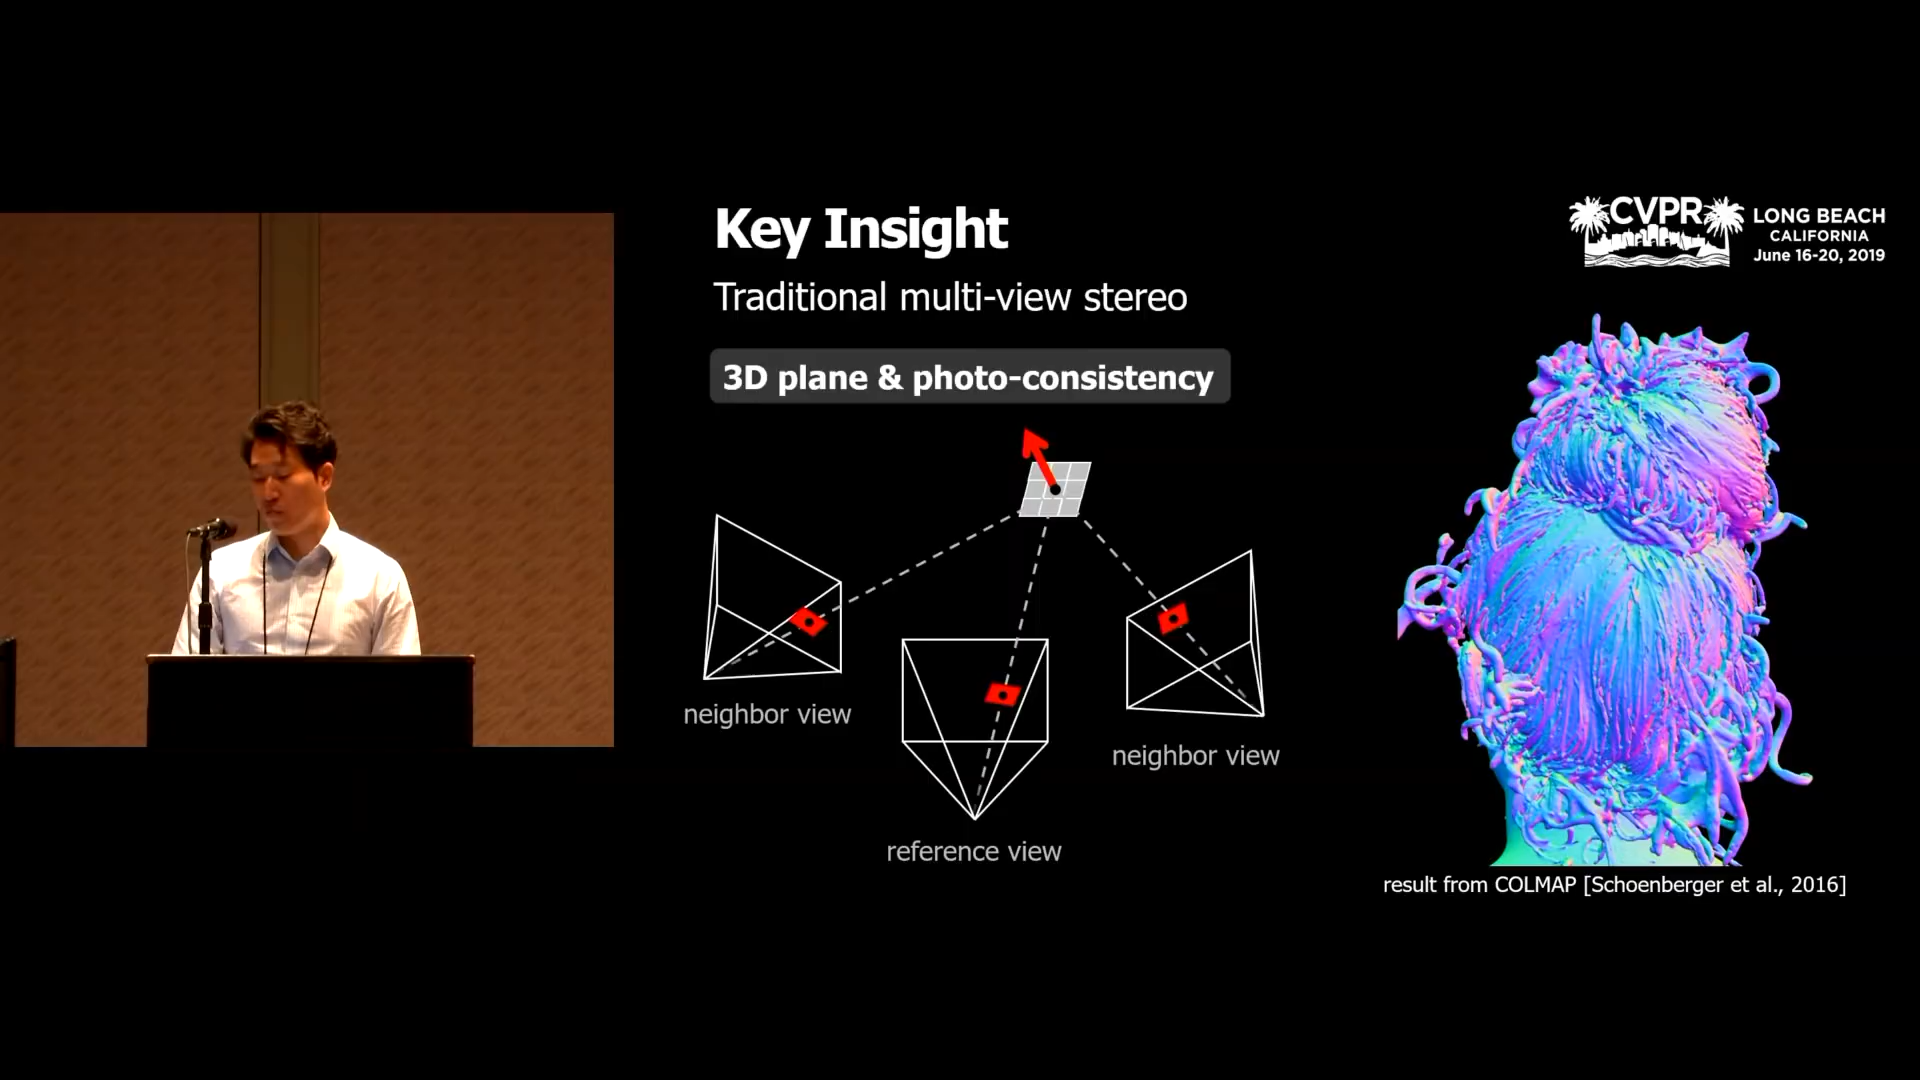 Key Insight
Traditional multi-view stereo
3D plane & photo-consistency
neighbor view
reference view
neighbor view
CVPR
LONG BEACH
CALIFORNIA
June 16-20, 2019
result from COLMAP [Schoenberger et al., 2016]